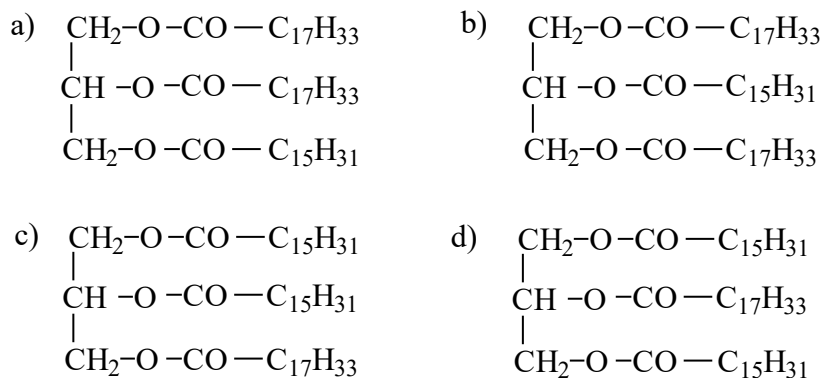 a) CH2–O–CO–C17H33
CH–O–CO–C17H33
CH2–O–CO–C15H31
b) CH2–O–CO–C17H33
CH–O–CO–C15H31
CH2–O–CO–C17H33
c) CH2–O–CO–C15H31
CH–O–CO–C15H31
CH2–O–CO–C17H33
d) CH2–O–CO–C15H31
CH–O–CO–C17H33
CH2–O–CO–C15H31